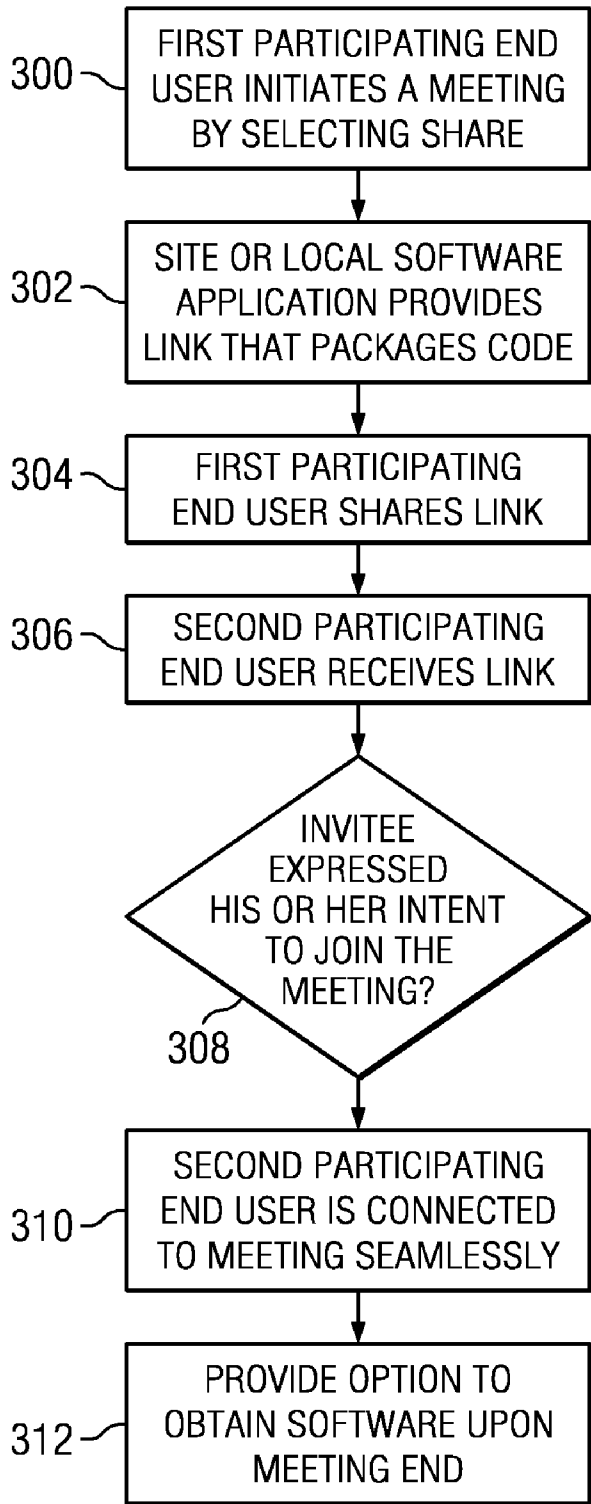 300
FIRST PARTICIPATING END
USER INITIATES A MEETING
BY SELECTING SHARE
302
SITE OR LOCAL SOFTWARE
APPLICATION PROVIDES
LINK THAT PACKAGES CODE
304
FIRST PARTICIPATING
END USER SHARES LINK
306
SECOND PARTICIPATING
END USER RECEIVES LINK
INVITEE
EXPRESSED
HIS OR HER INTENT
TO JOIN THE
MEETING?
308
310
SECOND PARTICIPATING
END USER IS CONNECTED
TO MEETING SEAMLESSLY
312
PROVIDE OPTION TO
OBTAIN SOFTWARE UPON
MEETING END